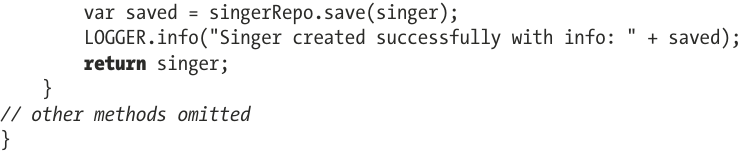 var saved = singerRepo.save(singer);
        LOGGER.info("Singer created successfully with info: " + saved);
        return singer;
    }
// other methods omitted
}